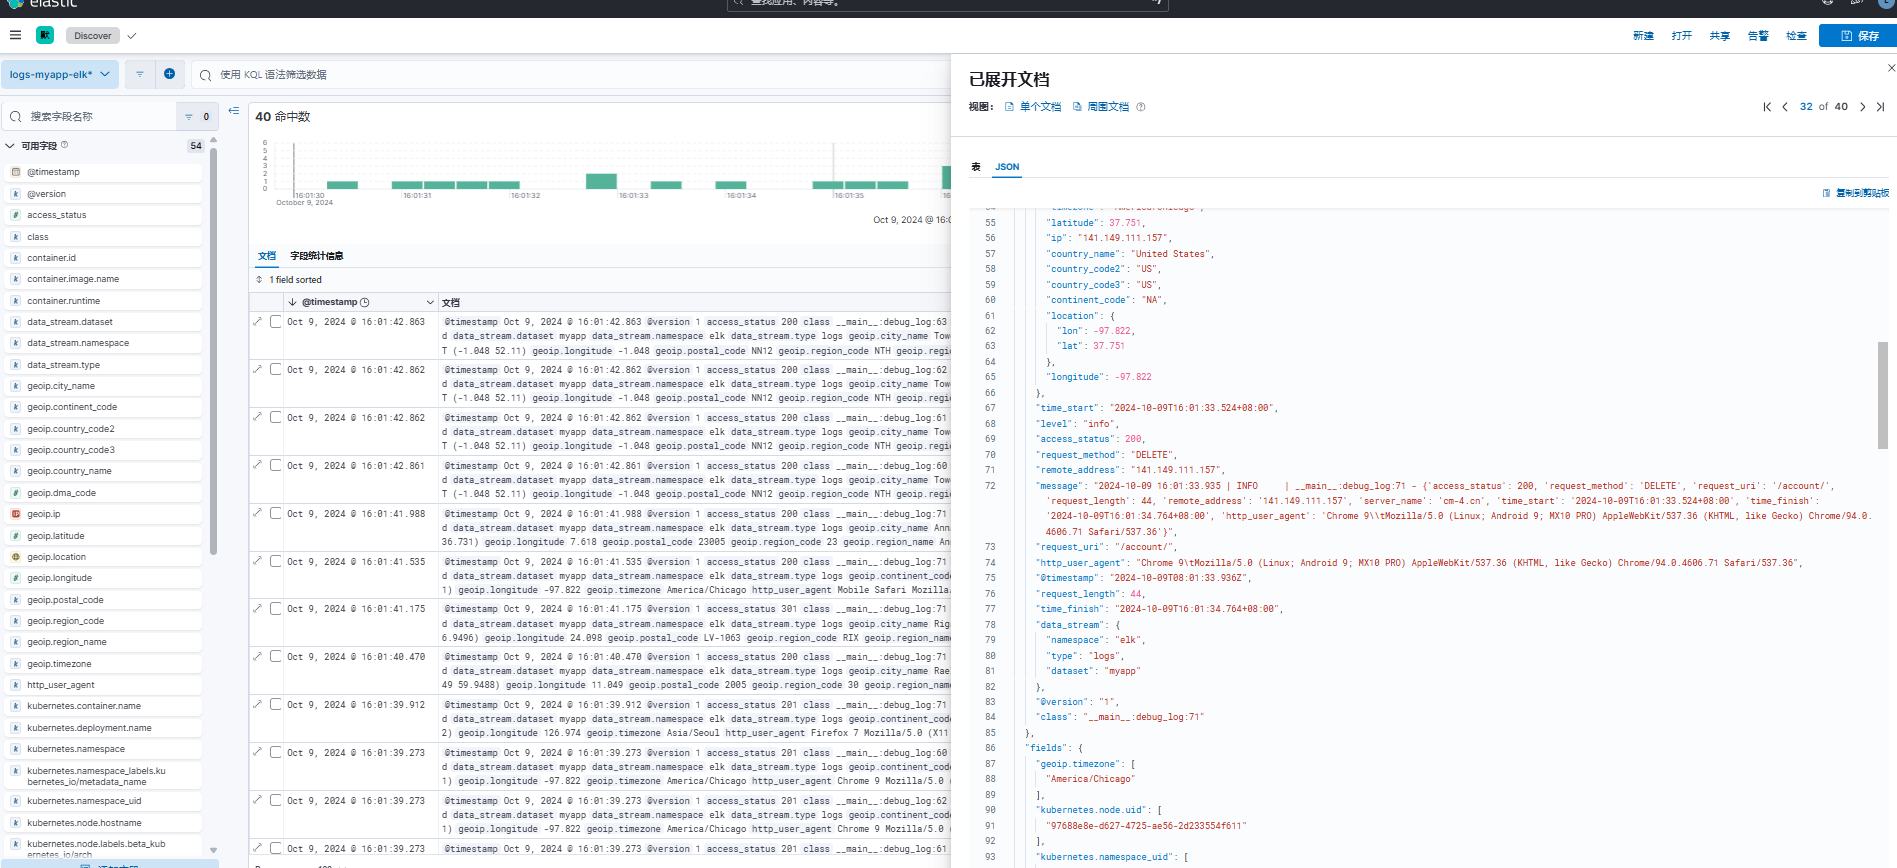 elastic
查找应用、内容等。
默
Discover
新建
打开
共享
告警
检查
保存
logs-myapp-elk*
使用 KQL 语法筛选数据
搜索字段名称
0
可用字段
54
@timestamp
@version
access_status
class
container.id
container.image.name
container.runtime
data_stream.dataset
data_stream.namespace
data_stream.type
geoip.city_name
geoip.continent_code
geoip.country_code2
geoip.country_code3
geoip.country_name
geoip.dma_code
geoip.ip
geoip.latitude
geoip.location
geoip.longitude
geoip.postal_code
geoip.region_code
geoip.region_name
geoip.timezone
http_user_agent
kubernetes.container.name
kubernetes.deployment.name
kubernetes.namespace
kubernetes.namespace_labels.ku
bernetes_io/metadata_name
kubernetes.namespace_uid
kubernetes.node.hostname
kubernetes.node.labels.beta_kub
ernetes_io/arch
40 命中数
6
5
4
3
2
1
0
16:01:30
October 9, 2024
16:01:31
16:01:32
16:01:33
16:01:34
16:01:35
Oct 9, 2024 @ 16:0
文档
字段统计信息
1 field sorted
@timestamp
文档
Oct 9, 2024 @ 16:01:42.863
@timestamp Oct 9, 2024 @ 16:01:42.863 @version 1 access_status 200 class __main__:debug_log:63
d data_stream.dataset myapp data_stream.namespace elk data_stream.type logs geoip.city_name Tow
T (-1.048 52.11) geoip.longitude -1.048 geoip.postal_code NN12 geoip.region_code NTH geoip.regi
Oct 9, 2024 @ 16:01:42.862
@timestamp Oct 9, 2024 @ 16:01:42.862 @version 1 access_status 200 class __main__:debug_log:62
d data_stream.dataset myapp data_stream.namespace elk data_stream.type logs geoip.city_name Tow
T (-1.048 52.11) geoip.longitude -1.048 geoip.postal_code NN12 geoip.region_code NTH geoip.regi
Oct 9, 2024 @ 16:01:42.862
@timestamp Oct 9, 2024 @ 16:01:42.862 @version 1 access_status 200 class __main__:debug_log:61
d data_stream.dataset myapp data_stream.namespace elk data_stream.type logs geoip.city_name Tow
T (-1.048 52.11) geoip.longitude -1.048 geoip.postal_code NN12 geoip.region_code NTH geoip.regi
Oct 9, 2024 @ 16:01:42.861
@timestamp Oct 9, 2024 @ 16:01:42.861 @version 1 access_status 200 class __main__:debug_log:60
d data_stream.dataset myapp data_stream.namespace elk data_stream.type logs geoip.city_name Tow
T (-1.048 52.11) geoip.longitude -1.048 geoip.postal_code NN12 geoip.region_code NTH geoip.regi
Oct 9, 2024 @ 16:01:41.988
@timestamp Oct 9, 2024 @ 16:01:41.988 @version 1 access_status 200 class __main__:debug_log:71
d data_stream.dataset myapp data_stream.namespace elk data_stream.type logs geoip.city_name Ann
36.731) geoip.longitude 7.618 geoip.postal_code 23005 geoip.region_code 23 geoip.region_name An
Oct 9, 2024 @ 16:01:41.535
@timestamp Oct 9, 2024 @ 16:01:41.535 @version 1 access_status 200 class __main__:debug_log:71
d data_stream.dataset myapp data_stream.namespace elk data_stream.type logs geoip.continent_cod
1) geoip.longitude -97.822 geoip.timezone America/Chicago http_user_agent Mobile Safari Mozilla/
Oct 9, 2024 @ 16:01:41.175
@timestamp Oct 9, 2024 @ 16:01:41.175 @version 1 access_status 301 class __main__:debug_log:71
d data_stream.dataset myapp data_stream.namespace elk data_stream.type logs geoip.city_name Rig
6.9496) geoip.longitude 24.098 geoip.postal_code LV-1063 geoip.region_code RIX geoip.region_nam
Oct 9, 2024 @ 16:01:40.470
@timestamp Oct 9, 2024 @ 16:01:40.470 @version 1 access_status 200 class __main__:debug_log:71
d data_stream.dataset myapp data_stream.namespace elk data_stream.type logs geoip.city_name Rae
49 59.9488) geoip.longitude 11.049 geoip.postal_code 2005 geoip.region_code 30 geoip.region_nam
Oct 9, 2024 @ 16:01:39.912
@timestamp Oct 9, 2024 @ 16:01:39.912 @version 1 access_status 201 class __main__:debug_log:71
d data_stream.dataset myapp data_stream.namespace elk data_stream.type logs geoip.continent_cod
2) geoip.longitude 126.974 geoip.timezone Asia/Seoul http_user_agent Firefox 7 Mozilla/5.0 (X11
Oct 9, 2024 @ 16:01:39.273
@timestamp Oct 9, 2024 @ 16:01:39.273 @version 1 access_status 201 class __main__:debug_log:60
d data_stream.dataset myapp data_stream.namespace elk data_stream.type logs geoip.continent_cod
1) geoip.longitude -97.822 geoip.timezone America/Chicago http_user_agent Chrome 9 Mozilla/5.0 (
Oct 9, 2024 @ 16:01:39.273
@timestamp Oct 9, 2024 @ 16:01:39.273 @version 1 access_status 201 class __main__:debug_log:62
d data_stream.dataset myapp data_stream.namespace elk data_stream.type logs geoip.continent_cod
1) geoip.longitude -97.822 geoip.timezone America/Chicago http_user_agent Chrome 9 Mozilla/5.0 (
Oct 9, 2024 @ 16:01:39.273
@timestamp Oct 9, 2024 @ 16:01:39.273 @version 1 access_status 201 class __main__:debug_log:61
已展开文档
视图:
单个文档
周围文档
32 of 40
表
JSON
复制到剪贴板
55 "latitude": 37.751,
56 "ip": "141.149.111.157",
57 "country_name": "United States",
58 "country_code2": "US",
59 "country_code3": "US",
60 "continent_code": "NA",
61 "location": {
62 "lon": -97.822,
63 "lat": 37.751
64 },
65 "longitude": -97.822
66 },
67 "time_start": "2024-10-09T16:01:33.524+08:00",
68 "level": "info",
69 "access_status": 200,
70 "request_method": "DELETE",
71 "remote_address": "141.149.111.157",
72 "message": "2024-10-09 16:01:33.935 | INFO | __main__:debug_log:71 - {'access_status': 200, 'request_method': 'DELETE', 'request_uri': '/account/',
'request_length': 44, 'remote_address': '141.149.111.157', 'server_name': 'cm-4.cn', 'time_start': '2024-10-09T16:01:33.524+08:00', 'time_finish':
'2024-10-09T16:01:34.764+08:00', 'http_user_agent': 'Chrome 9\\tMozilla/5.0 (Linux; Android 9; MX10 PRO) AppleWebKit/537.36 (KHTML, like Gecko) Chrome/94.0.
4606.71 Safari/537.36'}",
73 "request_uri": "/account/",
74 "http_user_agent": "Chrome 9\tMozilla/5.0 (Linux; Android 9; MX10 PRO) AppleWebKit/537.36 (KHTML, like Gecko) Chrome/94.0.4606.71 Safari/537.36",
75 "@timestamp": "2024-10-09T08:01:33.936Z",
76 "request_length": 44,
77 "time_finish": "2024-10-09T16:01:34.764+08:00",
78 "data_stream": {
79 "namespace": "elk",
80 "type": "logs",
81 "dataset": "myapp"
82 },
83 "@version": "1",
84 "class": "__main__:debug_log:71"
85 },
86 "fields": {
87 "geoip.timezone": [
88 "America/Chicago"
89 ],
90 "kubernetes.node.uid": [
91 "97688e8e-d627-4725-ae56-2d233554f611"
92 ],
93 "kubernetes.namespace_uid": [